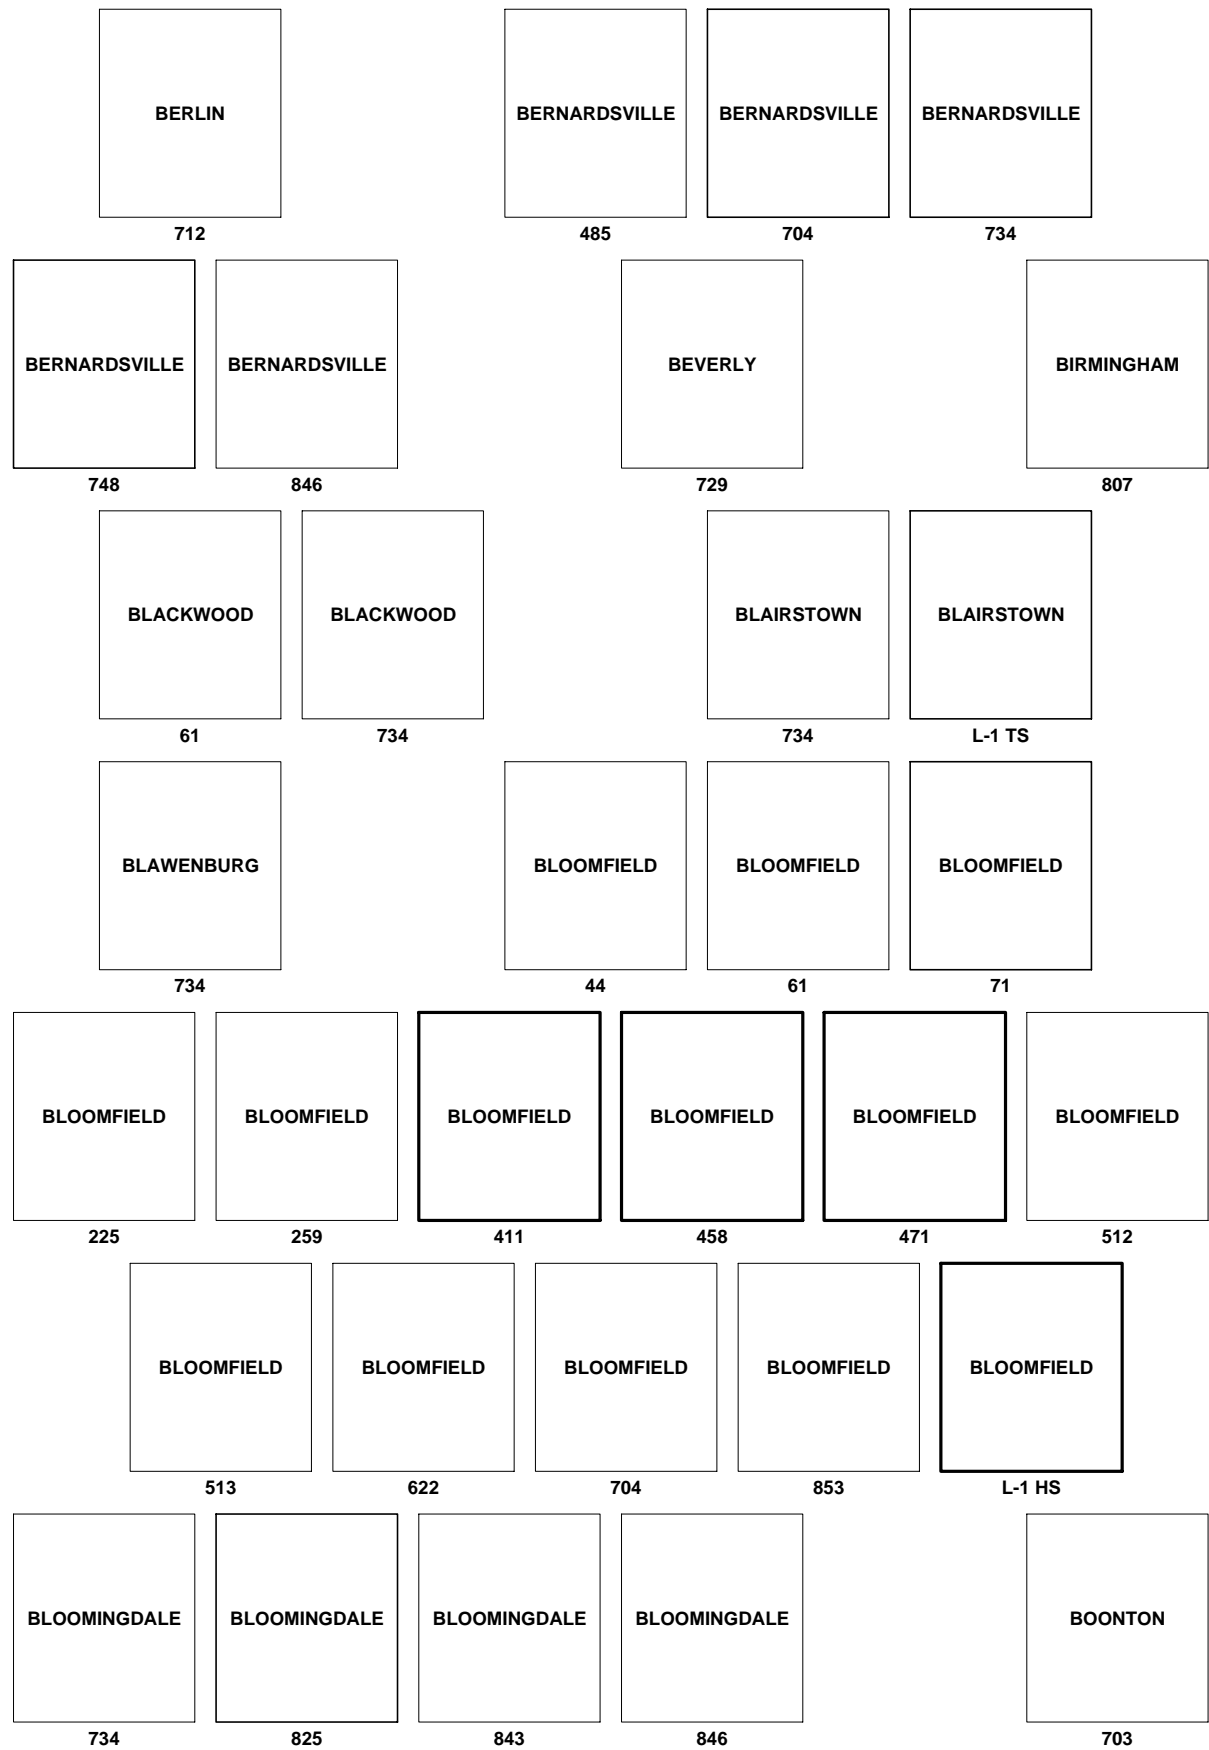 BERLIN BERNARDSVILLE BERNARDSVILLE BERNARDSVILLE
712 485 704 734
BERNARDSVILLE BERNARDSVILLE BEVERLY BIRMINGHAM
748 846 729 807
BLACKWOOD BLACKWOOD BLAIRSTOWN BLAIRSTOWN
61 734 734 L-1 TS
BLAWENBURG BLOOMFIELD BLOOMFIELD BLOOMFIELD
734 44 61 71
BLOOMFIELD BLOOMFIELD BLOOMFIELD BLOOMFIELD BLOOMFIELD BLOOMFIELD
225 259 411 458 471 512
BLOOMFIELD BLOOMFIELD BLOOMFIELD BLOOMFIELD BLOOMFIELD
513 622 704 853 L-1 HS
BLOOMINGDALE BLOOMINGDALE BLOOMINGDALE BLOOMINGDALE BOONTON
734 825 843 846 703